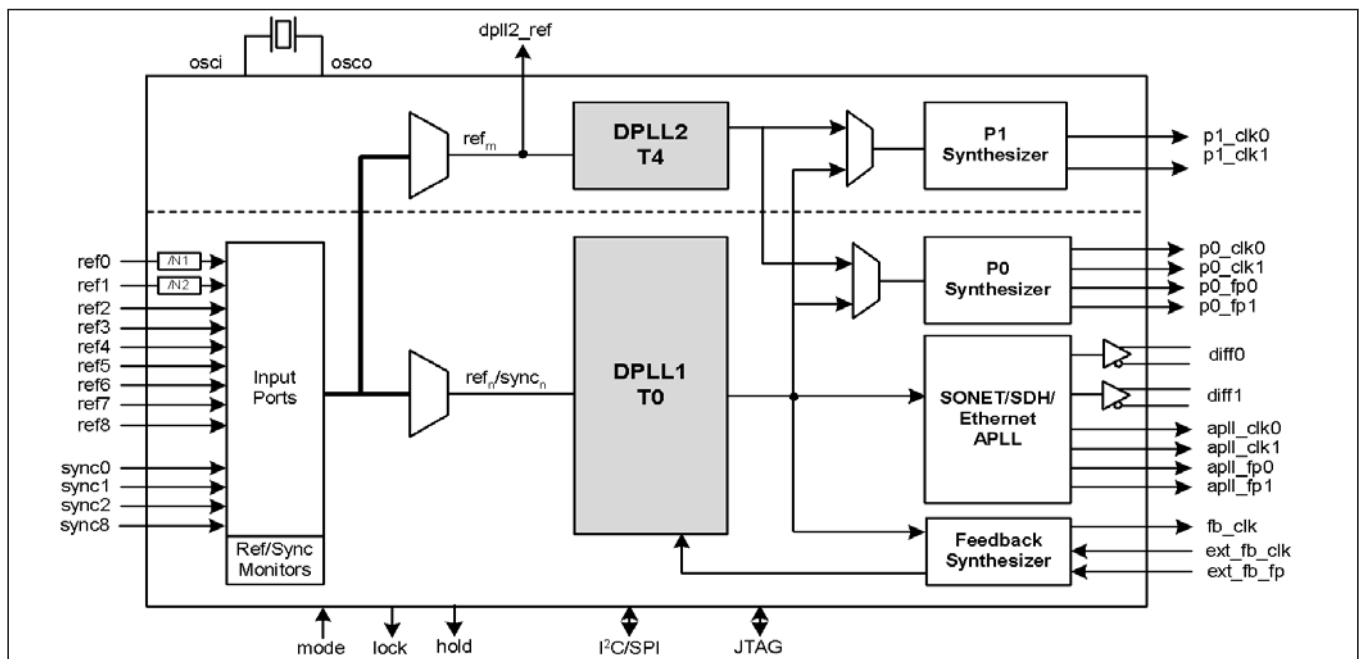 dpll2_ref
osci
osco
ref_m
DPLL2
T4
P1
Synthesizer
p1_clk0
p1_clk1
ref0
/N1
ref1
/N2
ref2
ref3
ref4
ref5
ref6
ref7
ref8
sync0
sync1
sync2
sync8
Input
Ports
Ref/Sync
Monitors
ref_n/sync_n
DPLL1
T0
P0
Synthesizer
p0_clk0
p0_clk1
p0_fp0
p0_fp1
SONET/SDH/
Ethernet
APLL
diff0
diff1
apll_clk0
apll_clk1
apll_fp0
apll_fp1
Feedback
Synthesizer
fb_clk
ext_fb_clk
ext_fb_fp
mode
lock
hold
I²C/SPI
JTAG